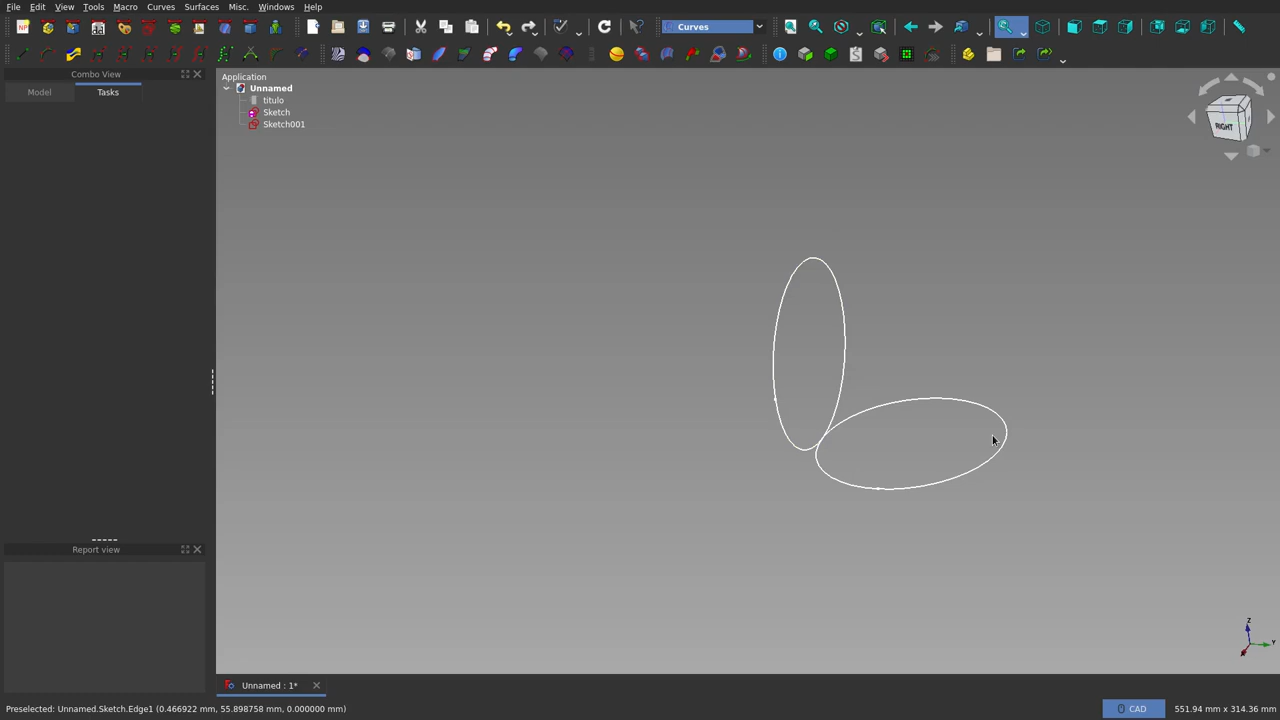 File Edit View Tools Macro Curves Surfaces Misc. Windows Help
Curves
Combo View
Model Tasks
Application
Unnamed
titulo
Sketch
Sketch001
RIGHT
Report view
Z
Y
Unnamed : 1*
Preselected: Unnamed.Sketch.Edge1 (0.466922 mm, 55.898758 mm, 0.000000 mm)
CAD
551.94 mm x 314.36 mm